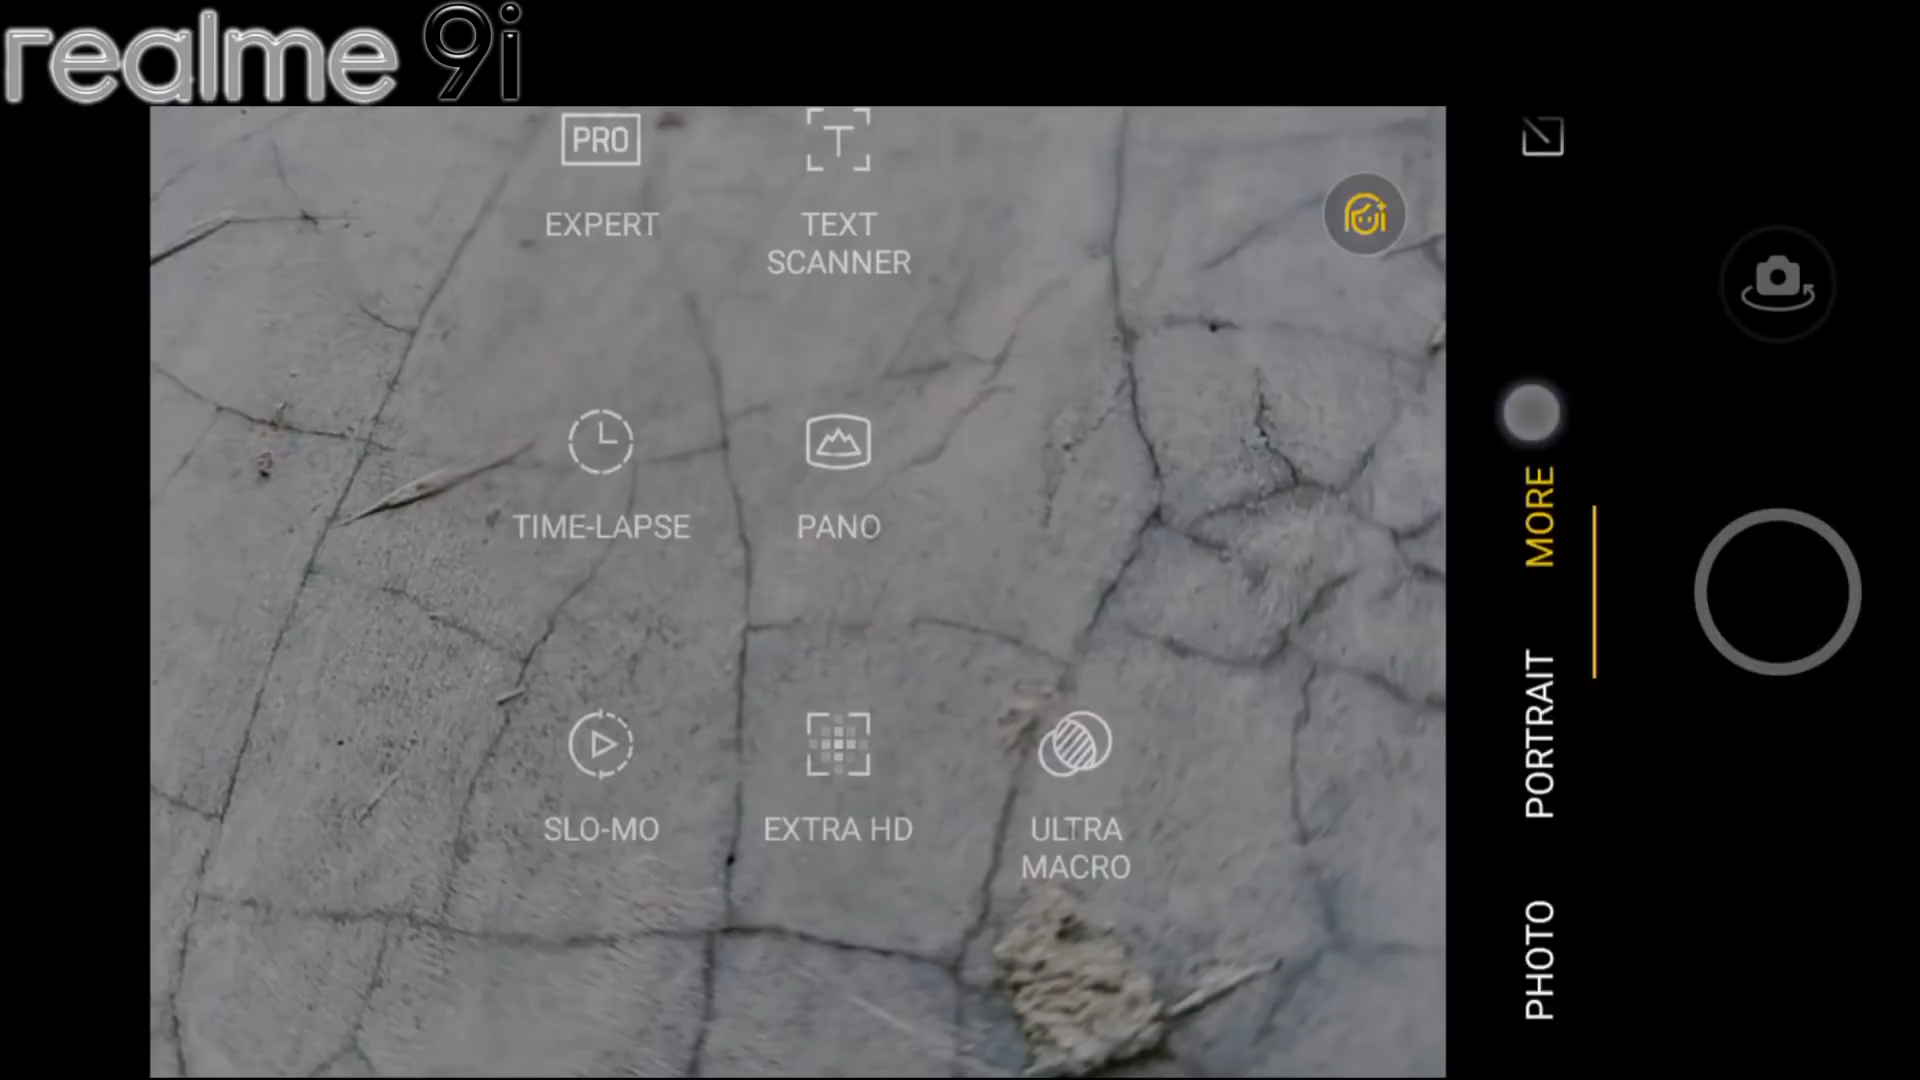 realme 9i
PRO
T
EXPERT
TEXT
SCANNER
TIME-LAPSE
PANO
SLO-MO
EXTRA HD
ULTRA
MACRO
MORE
PORTRAIT
PHOTO